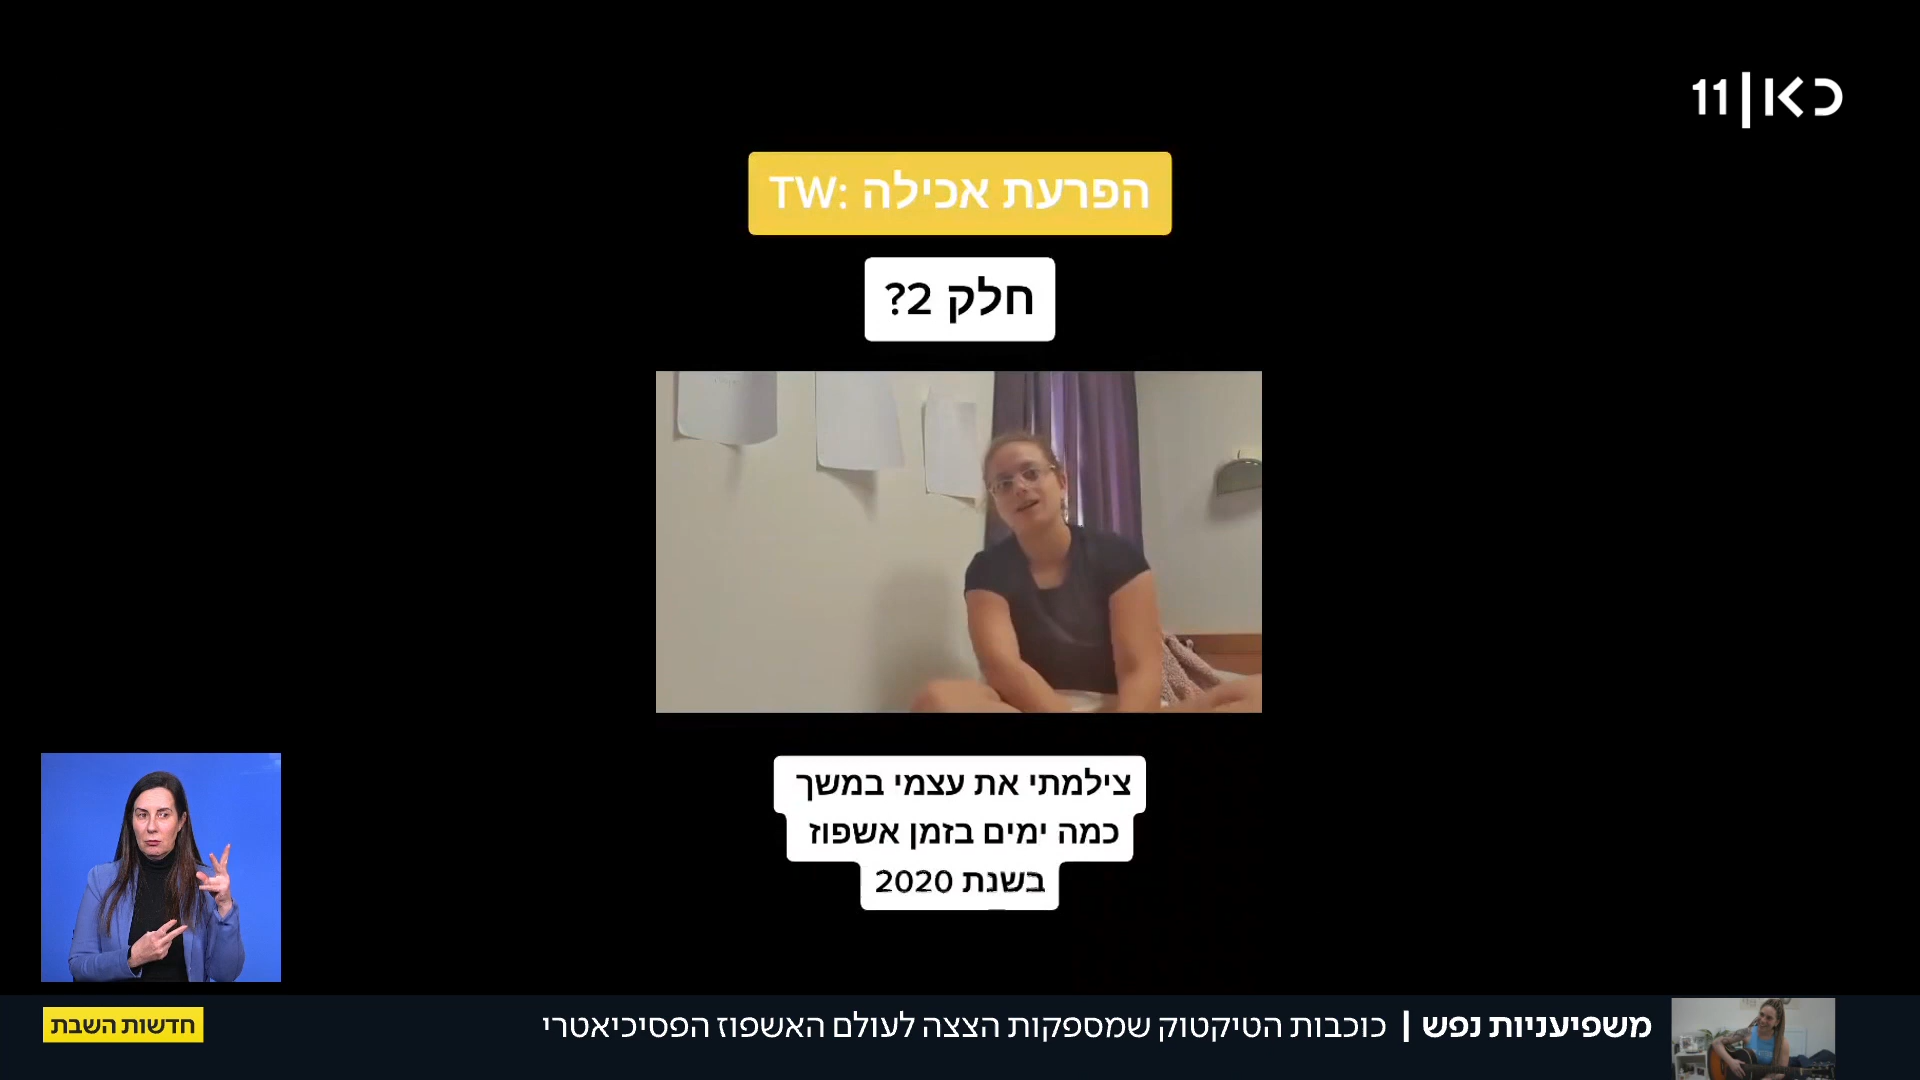 כאן | 11
TW: הפרעת אכילה
חלק 2?
צילמתי את עצמי במשך
כמה ימים בזמן אשפוז
בשנת 2020
משפיעניות נפש | כוכבות הטיקטוק שמספקות הצצה לעולם האשפוז הפסיכיאטרי
חדשות השבת